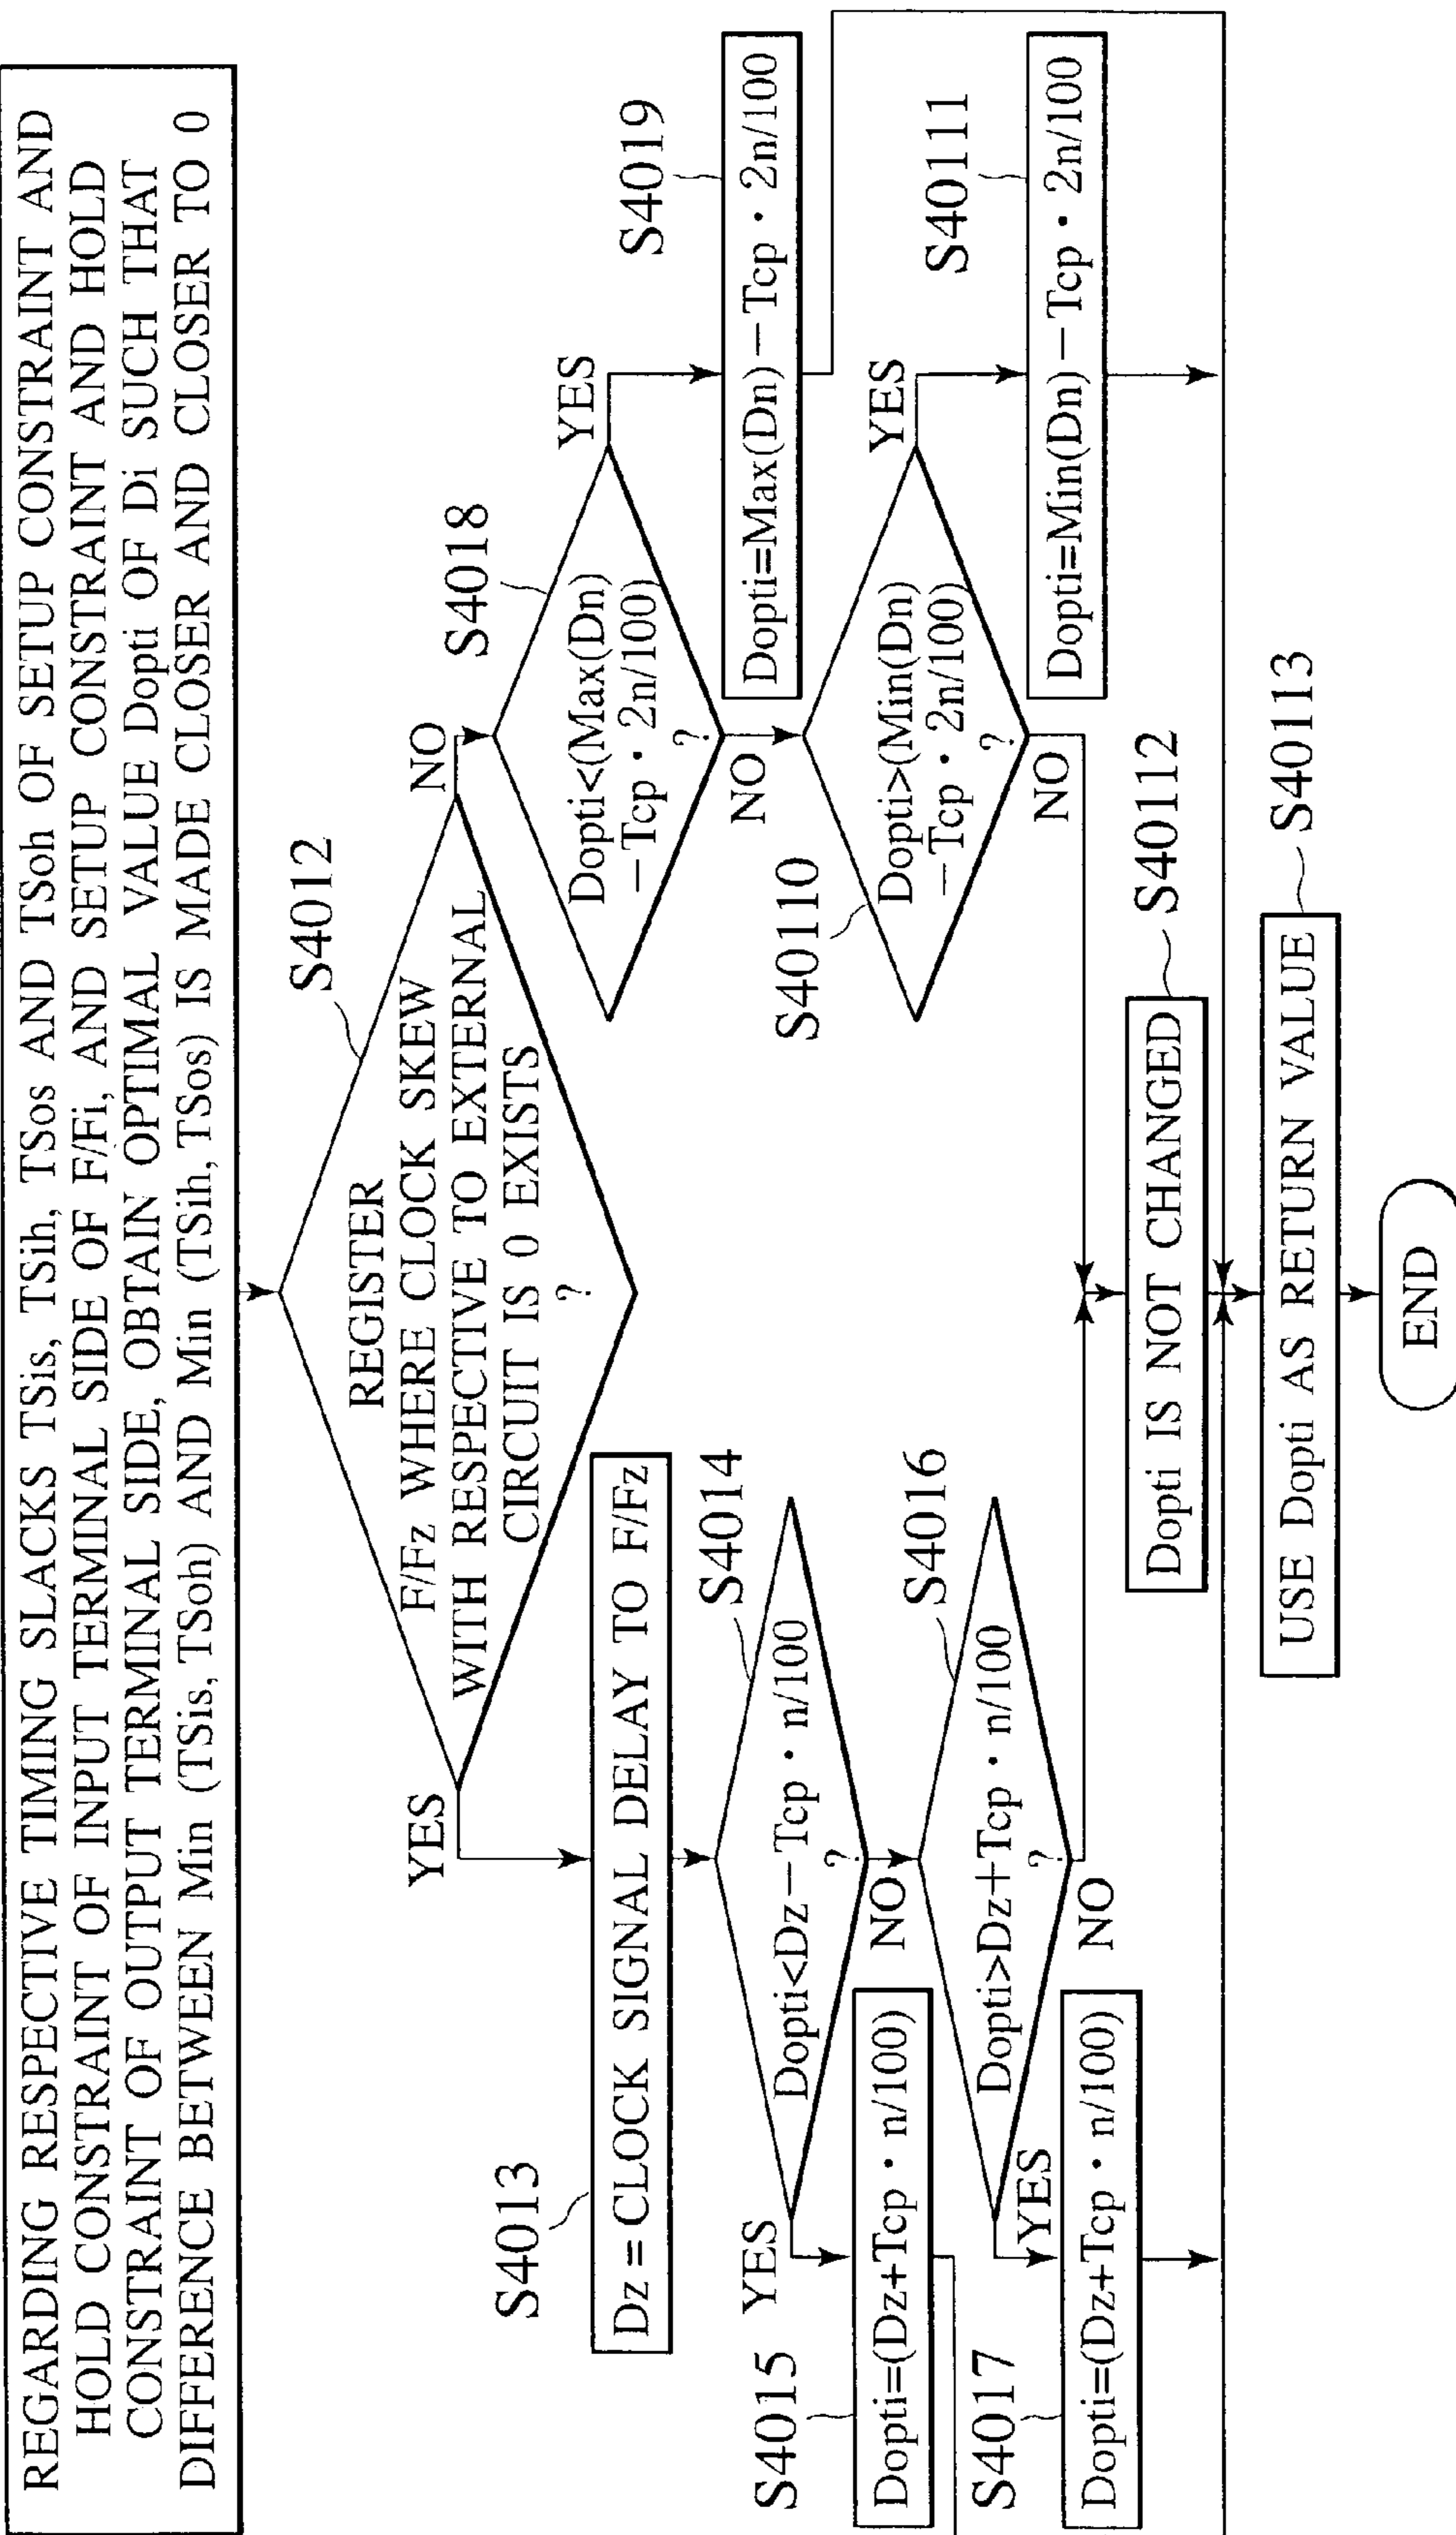 REGARDING RESPECTIVE TIMING SLACKS TSis, TSih, TSos AND TSoh OF SETUP CONSTRAINT AND
HOLD CONSTRAINT OF INPUT TERMINAL SIDE OF F/Fi, AND SETUP CONSTRAINT AND HOLD
CONSTRAINT OF OUTPUT TERMINAL SIDE, OBTAIN OPTIMAL VALUE Dopti OF Di SUCH THAT
DIFFERENCE BETWEEN Min (TSis, TSoh) AND Min (TSih, TSos) IS MADE CLOSER AND CLOSER TO 0
S4012
REGISTER
F/Fz WHERE CLOCK SKEW
WITH RESPECTIVE TO EXTERNAL
CIRCUIT IS 0 EXISTS
?
YES
NO
S4013
Dz = CLOCK SIGNAL DELAY TO F/Fz
S4014
Dopti<Dz−Tcp・n/100
?
YES
NO
S4015
Dopti=(Dz+Tcp・n/100)
S4016
Dopti>Dz+Tcp・n/100
?
YES
NO
S4017
Dopti=(Dz+Tcp・n/100)
S4018
Dopti<(Max(Dn)
−Tcp・2n/100)
?
YES
NO
S4019
Dopti=Max(Dn)−Tcp・2n/100
S40110
Dopti>(Min(Dn)
−Tcp・2n/100)
?
YES
NO
S40111
Dopti=Min(Dn)−Tcp・2n/100
S40112
Dopti IS NOT CHANGED
S40113
USE Dopti AS RETURN VALUE
END